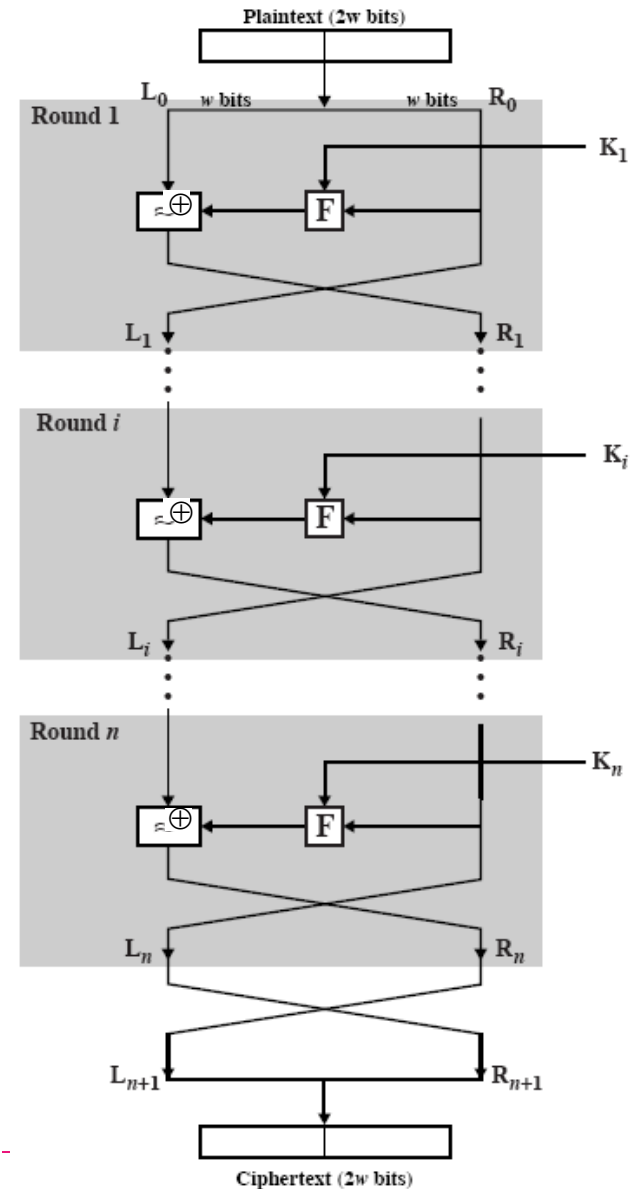 Plaintext (2w bits)
L₀ w bits w bits R₀
Round 1
K₁
≈⊕ F
L₁ R₁
Round i
Kᵢ
≈⊕ F
Lᵢ Rᵢ
Round n
Kₙ
≈⊕ F
Lₙ Rₙ
Lₙ₊₁ Rₙ₊₁
Ciphertext (2w bits)